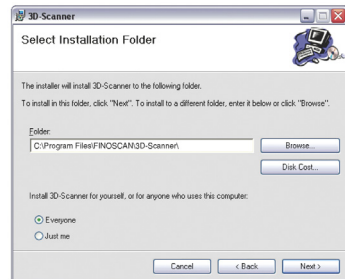 3D-Scanner
Select Installation Folder
The installer will install 3D-Scanner to the following folder.
To install in this folder, click "Next". To install to a different folder, enter it below or click "Browse".
Folder:
C:\Program Files\FINOSCAN\3D-Scanner\
Browse...
Disk Cost...
Install 3D-Scanner for yourself, or for anyone who uses this computer:
Everyone
Just me
Cancel
< Back
Next >